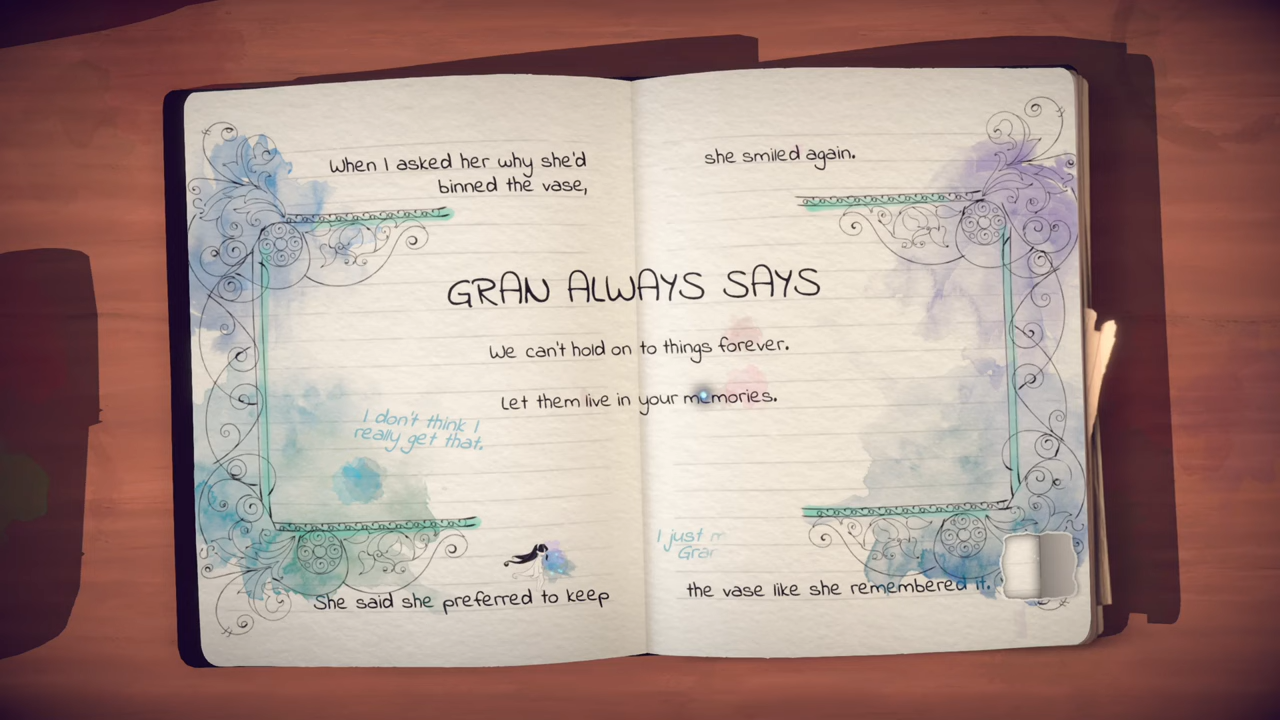 When I asked her why she'd
binned the vase,
she smiled again.
GRAN ALWAYS SAYS
We can't hold on to things forever.
Let them live in your memories.
I don't think I
really get that.
I just
She said she preferred to keep
the vase like she remembered it.